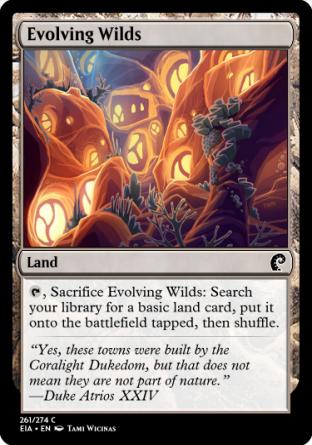 Evolving Wilds
Land
, Sacrifice Evolving Wilds: Search
your library for a basic land card, put it
onto the battlefield tapped, then shuffle.
“Yes, these towns were built by the
Coralight Dukedom, but that does not
mean they are not part of nature.”
—Duke Atrios XXIV
261/274 C
EIA • EN Tami Wicinas